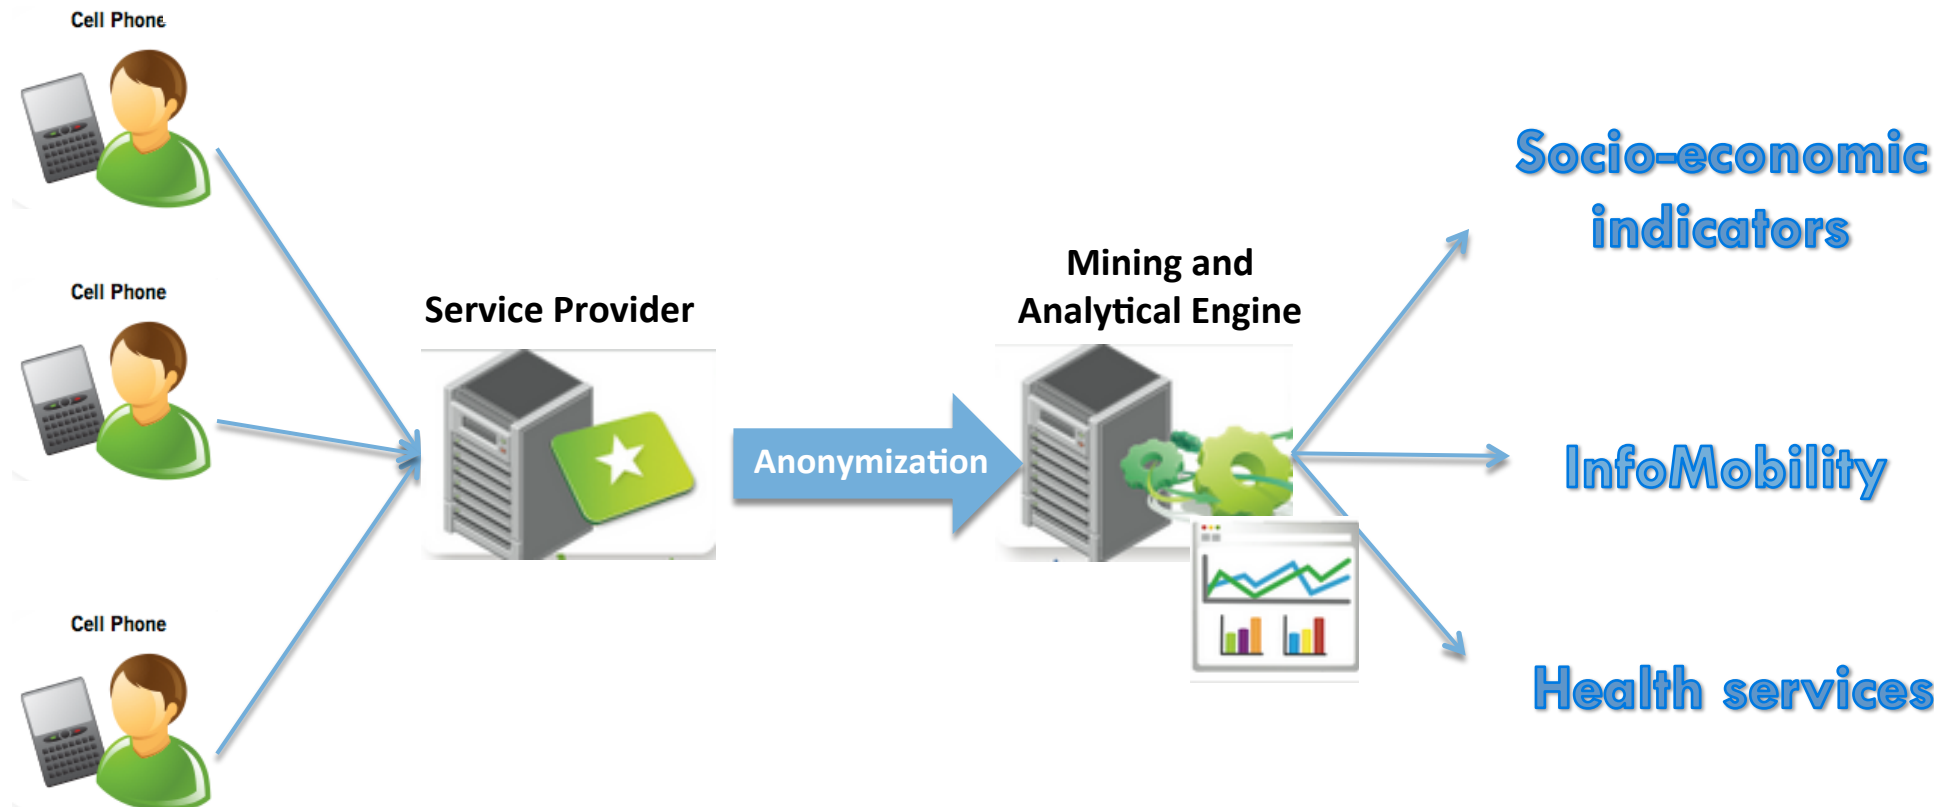 Cell Phone
Cell Phone
Cell Phone
Service Provider
Anonymization
Mining and
Analytical Engine
Socio-economic
indicators
InfoMobility
Health services